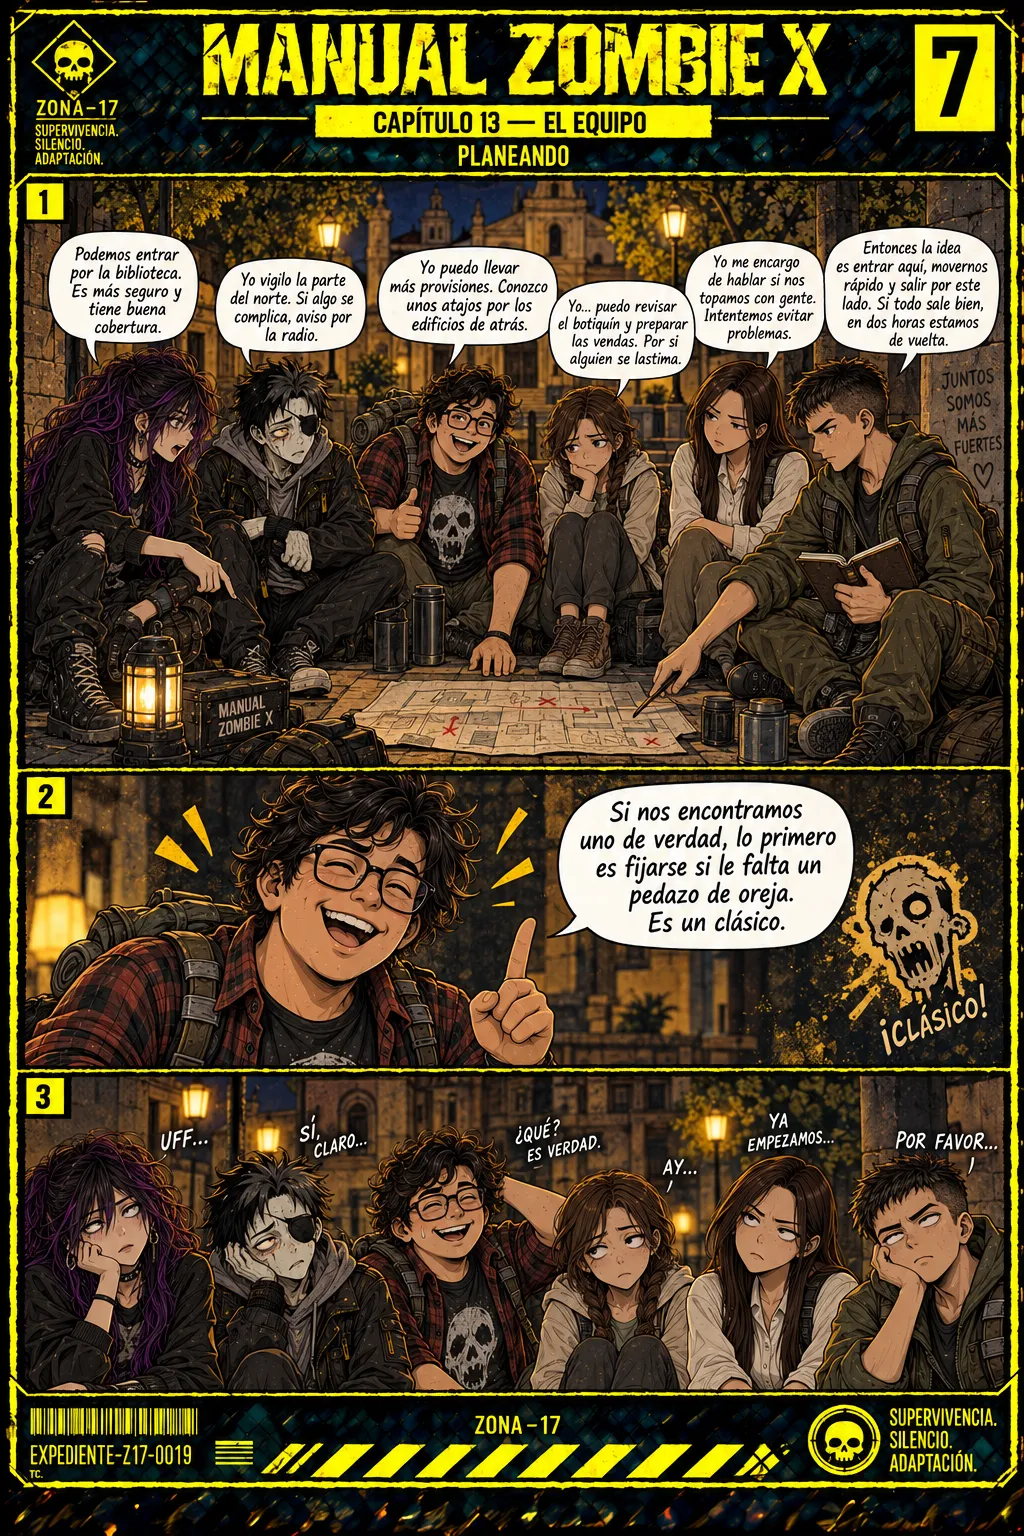 ZONA-17
SUPERVIVENCIA.
SILENCIO.
ADAPTACIÓN.
MANUAL ZOMBIE X
CAPÍTULO 13 — EL EQUIPO
PLANEANDO
7
1
Podemos entrar
por la biblioteca.
Es más seguro y
tiene buena
cobertura.
Yo vigilo la parte
del norte. Si algo se
complica, aviso por
la radio.
Yo puedo llevar
más provisiones. Conozco
unos atajos por los
edificios de atrás.
Yo... puedo revisar
el botiquín y preparar
las vendas. Por si
alguien se lastima.
Yo me encargo
de hablar si nos
topamos con gente.
Intentemos evitar
problemas.
Entonces la idea
es entrar aquí, movernos
rápido y salir por este
lado. Si todo sale bien,
en dos horas estamos
de vuelta.
JUNTOS
SOMOS
MÁS
FUERTES
MANUAL
ZOMBIE X
2
Si nos encontramos
uno de verdad, lo primero
es fijarse si le falta un
pedazo de oreja.
Es un clásico.
¡CLÁSICO!
3
UFF...
SÍ,
CLARO...
¿QUÉ?
ES VERDAD.
AY...
YA
EMPEZAMOS...
POR FAVOR...
EXPEDIENTE-Z17-0019
TC.
ZONA-17
SUPERVIVENCIA.
SILENCIO.
ADAPTACIÓN.